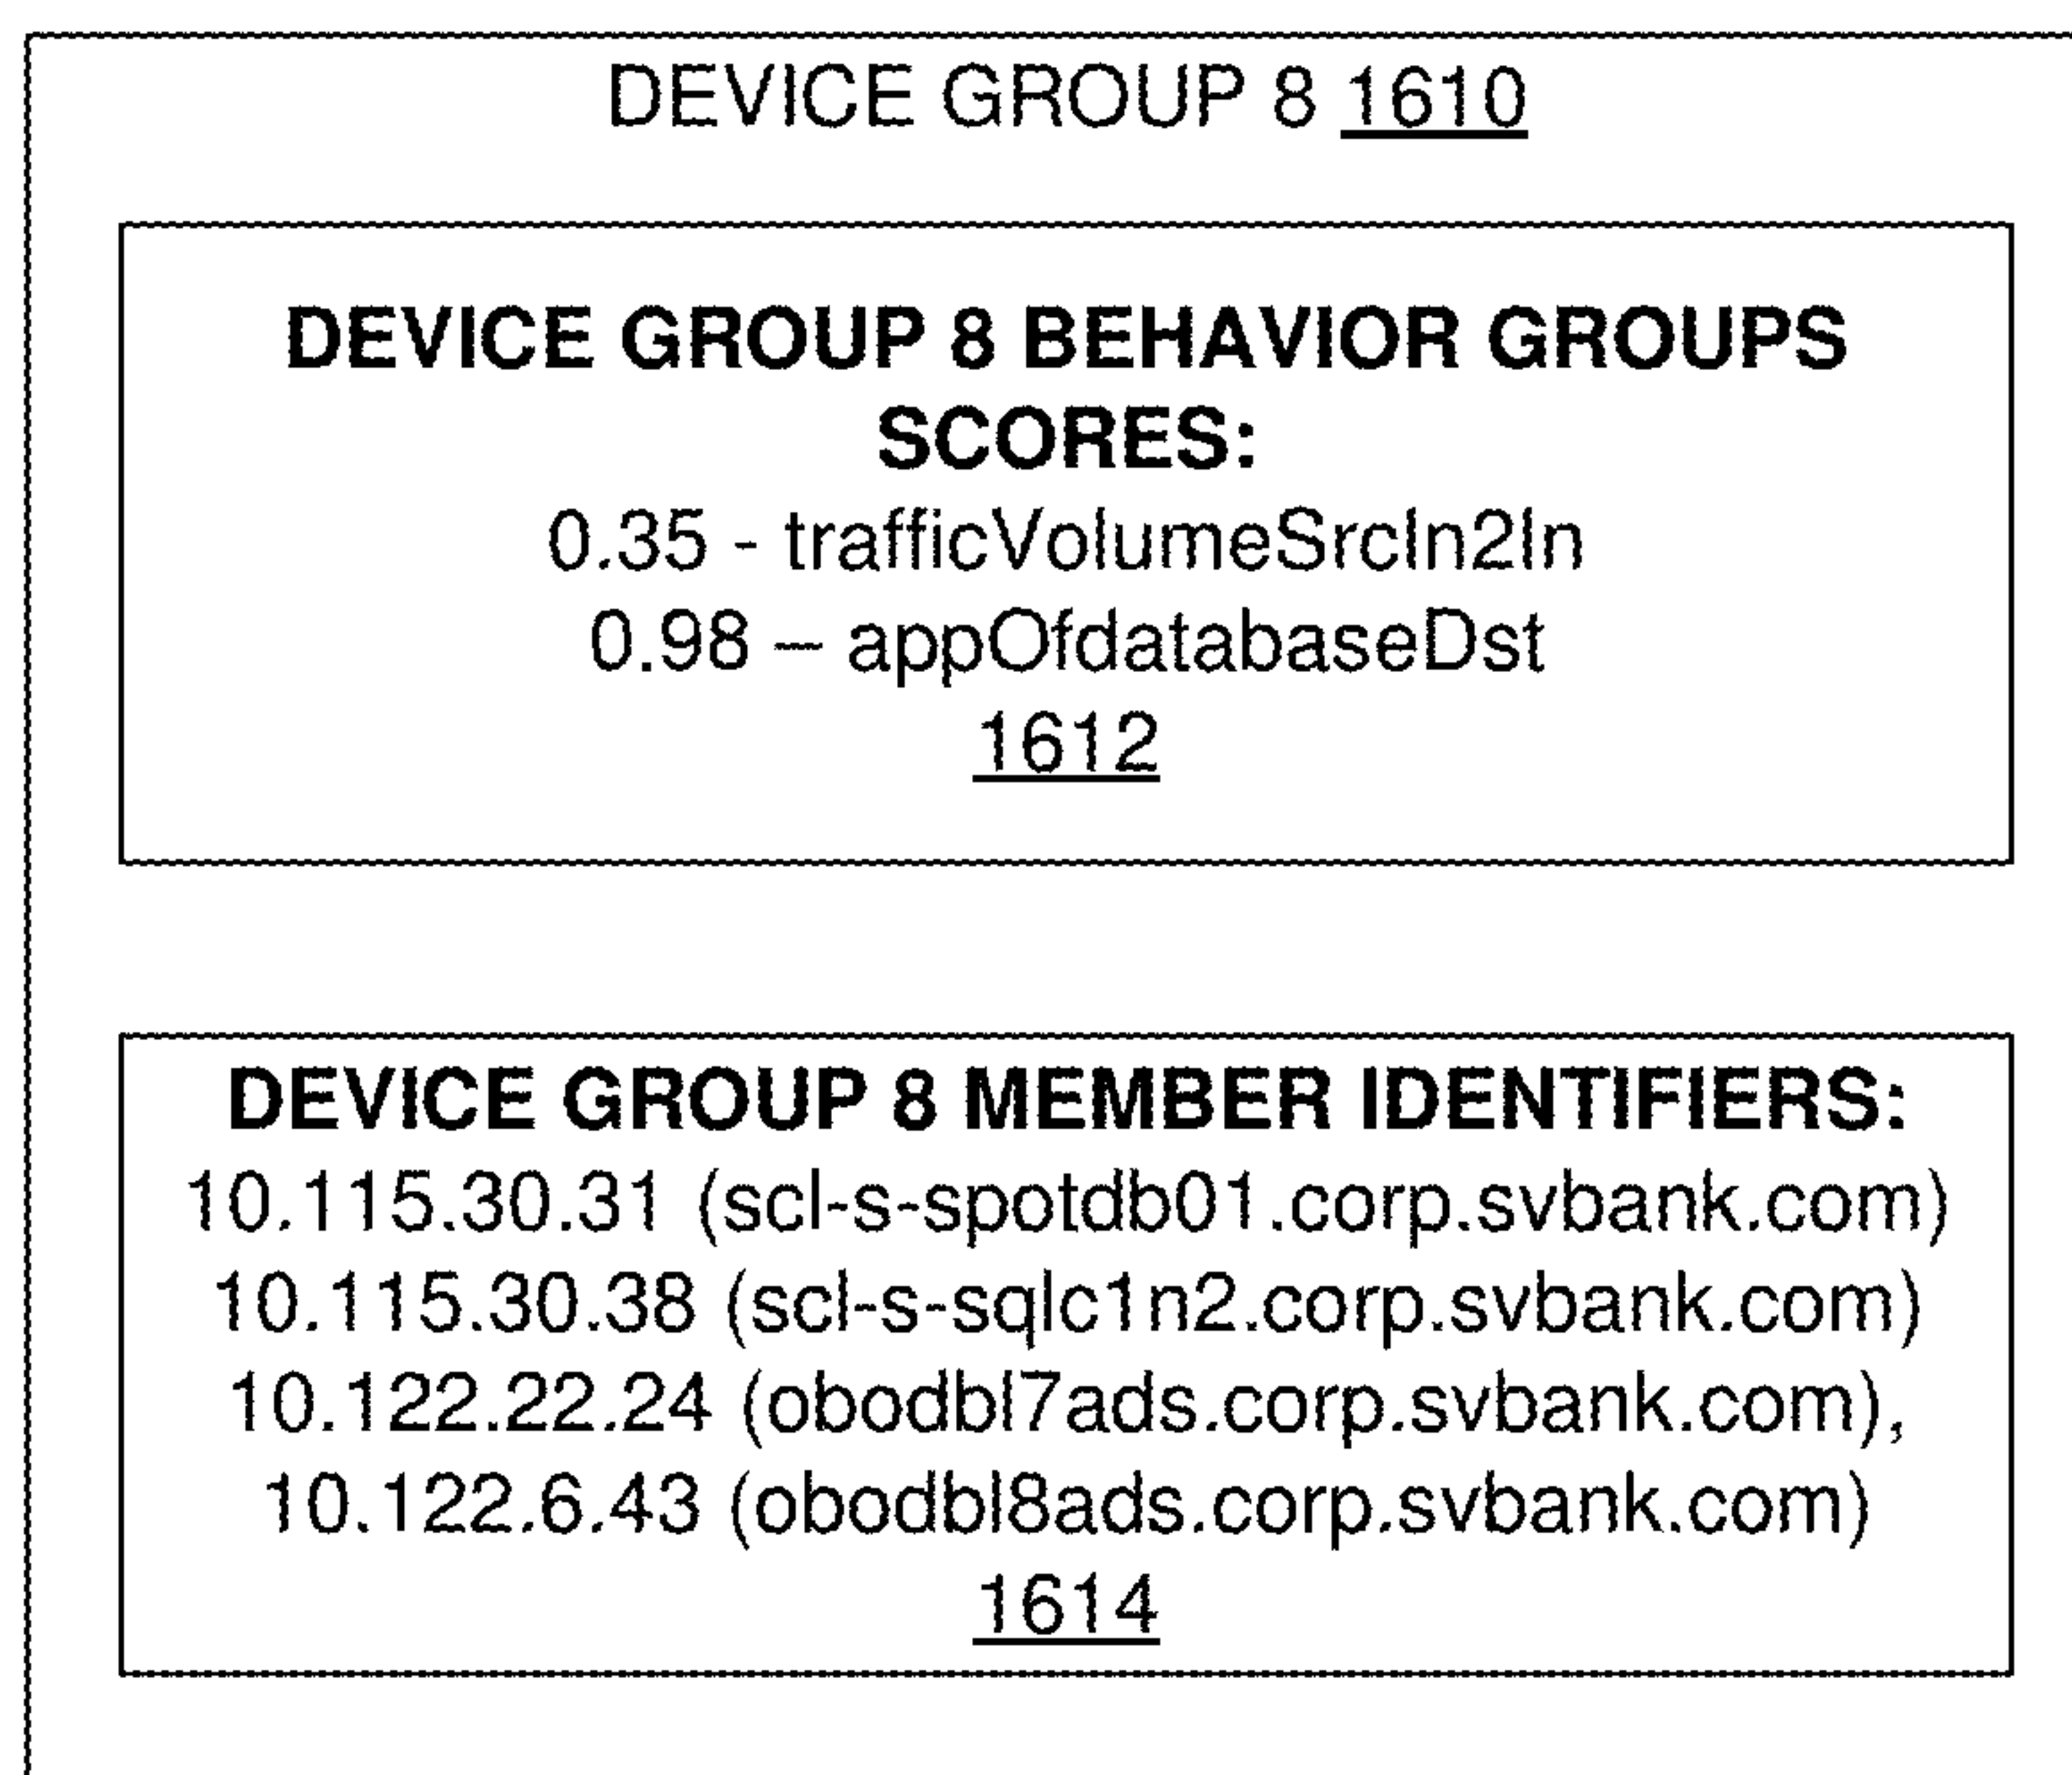 DEVICE GROUP 8 1610
DEVICE GROUP 8 BEHAVIOR GROUPS
SCORES:
0.35 - trafficVolumeSrcIn2In
0.98 – appOfdatabaseDst
1612
DEVICE GROUP 8 MEMBER IDENTIFIERS:
10.115.30.31 (scl-s-spotdb01.corp.svbank.com)
10.115.30.38 (scl-s-sqlc1n2.corp.svbank.com)
10.122.22.24 (obodbl7ads.corp.svbank.com),
10.122.6.43 (obodbl8ads.corp.svbank.com)
1614